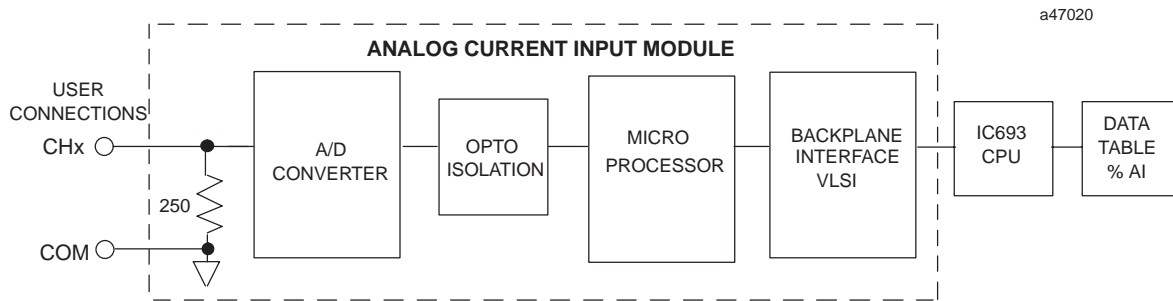 a47020
ANALOG CURRENT INPUT MODULE
USER
CONNECTIONS
CHx
250
COM
A/D
CONVERTER
OPTO
ISOLATION
MICRO
PROCESSOR
BACKPLANE
INTERFACE
VLSI
IC693
CPU
DATA
TABLE
% AI